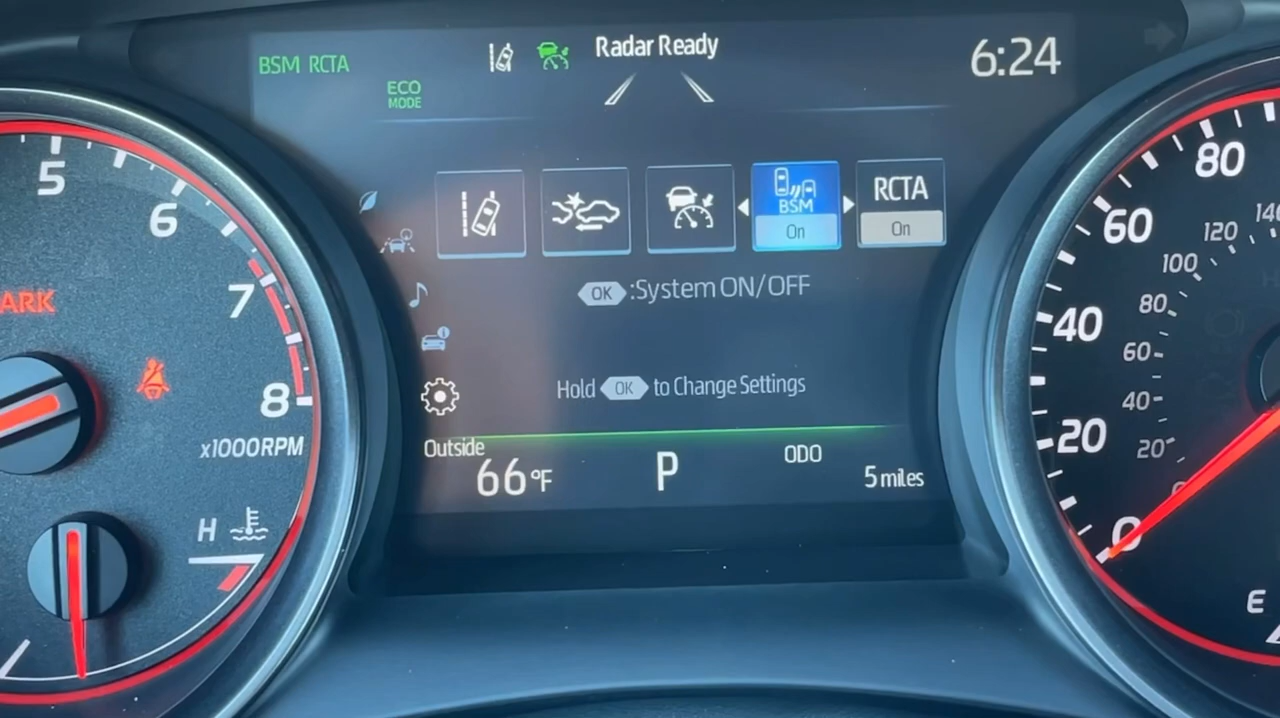 BSM RCTA
ECO
MODE
Radar Ready
6:24
BSM
On
RCTA
On
OK :System ON/OFF
Hold OK to Change Settings
Outside
66°F
P
ODO
5 miles
5
6
7
8
x1000RPM
H
0
20
40
60
80
20
40
60
80
100
120
E